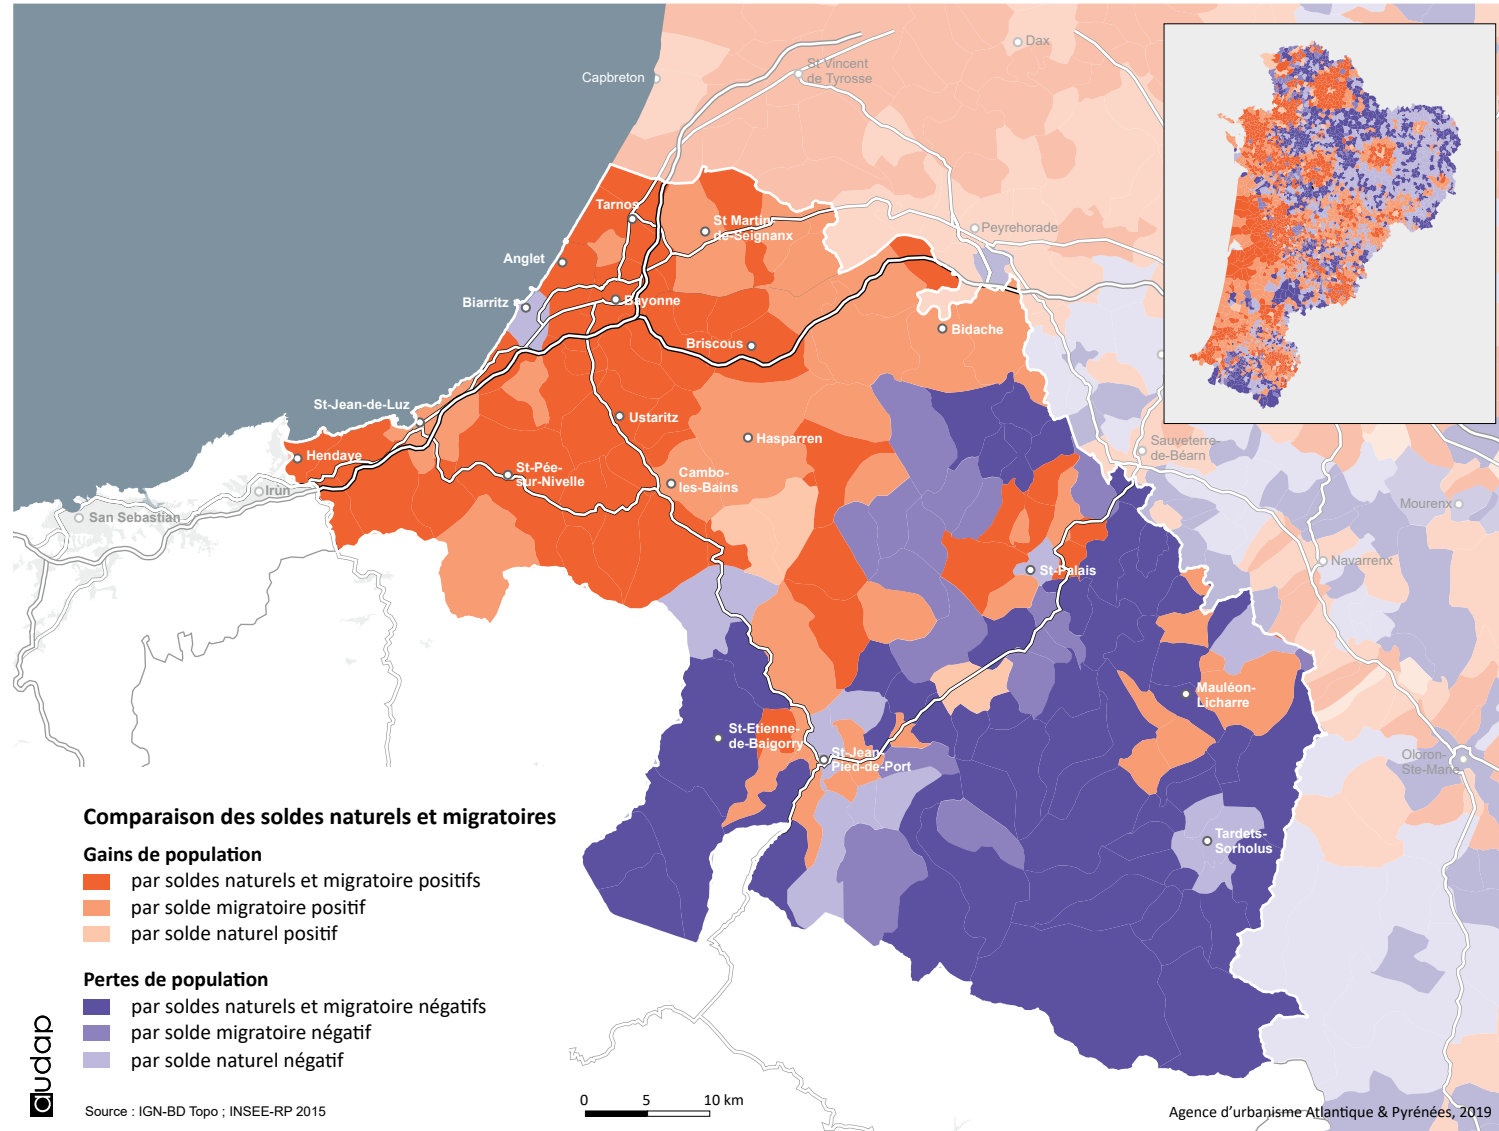 Dax
St Vincent
de Tyrosse
Capbreton
Tarnos
St Martin-
de-Seignanx
Peyrehorade
Anglet
Biarritz
Bayonne
Bidache
Briscous
St-Jean-de-Luz
Ustaritz
Hasparren
Sauveterre-
de-Béarn
Hendaye
St-Pée-
sur-Nivelle
Cambo-
les-Bains
Irún
San Sebastian
Mourenx
Navarrenx
St-Palais
Mauléon-
Licharre
St-Etienne-
de-Baigorry
St-Jean-
Pied-de-Port
Oloron-
Ste-Marie
Tardets-
Sorholus
Comparaison des soldes naturels et migratoires
Gains de population
par soldes naturels et migratoire positifs
par solde migratoire positif
par solde naturel positif
Pertes de population
par soldes naturels et migratoire négatifs
par solde migratoire négatif
par solde naturel négatif
audap
Source : IGN-BD Topo ; INSEE-RP 2015
0 5 10 km
Agence d'urbanisme Atlantique & Pyrénées, 2019